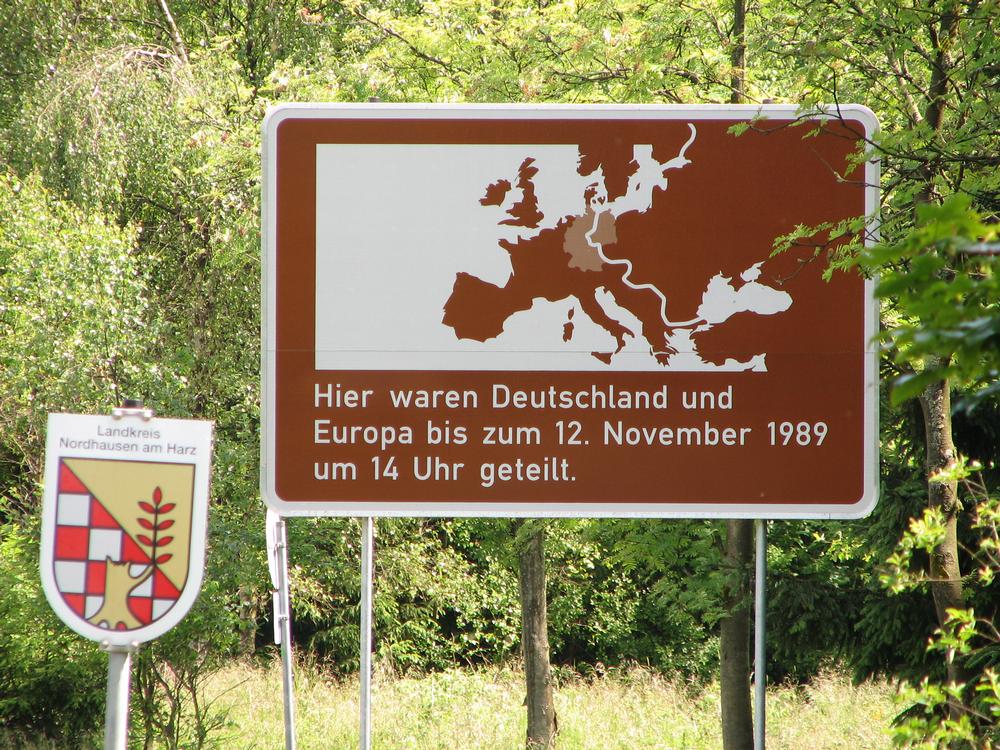 Hier waren Deutschland und
Europa bis zum 12. November 1989
um 14 Uhr geteilt.
Landkreis
Nordhausen am Harz